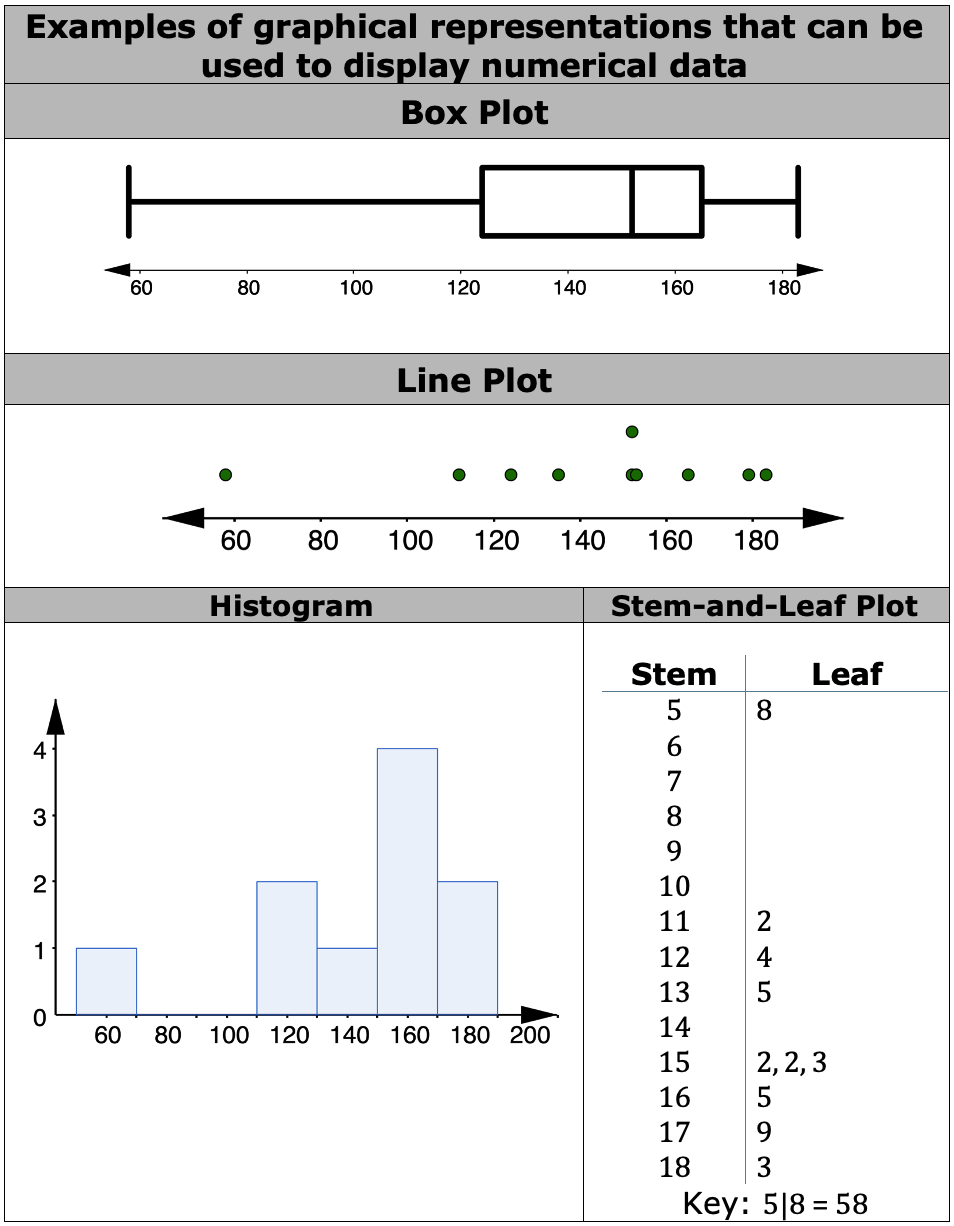 Examples of graphical representations that can be
used to display numerical data
Box Plot
60 80 100 120 140 160 180
Line Plot
60 80 100 120 140 160 180
Histogram
4
3
2
1
0
60 80 100 120 140 160 180 200
Stem-and-Leaf Plot
Stem Leaf
5 8
6
7
8
9
10
11 2
12 4
13 5
14
15 2, 2, 3
16 5
17 9
18 3
Key: 5|8 = 58